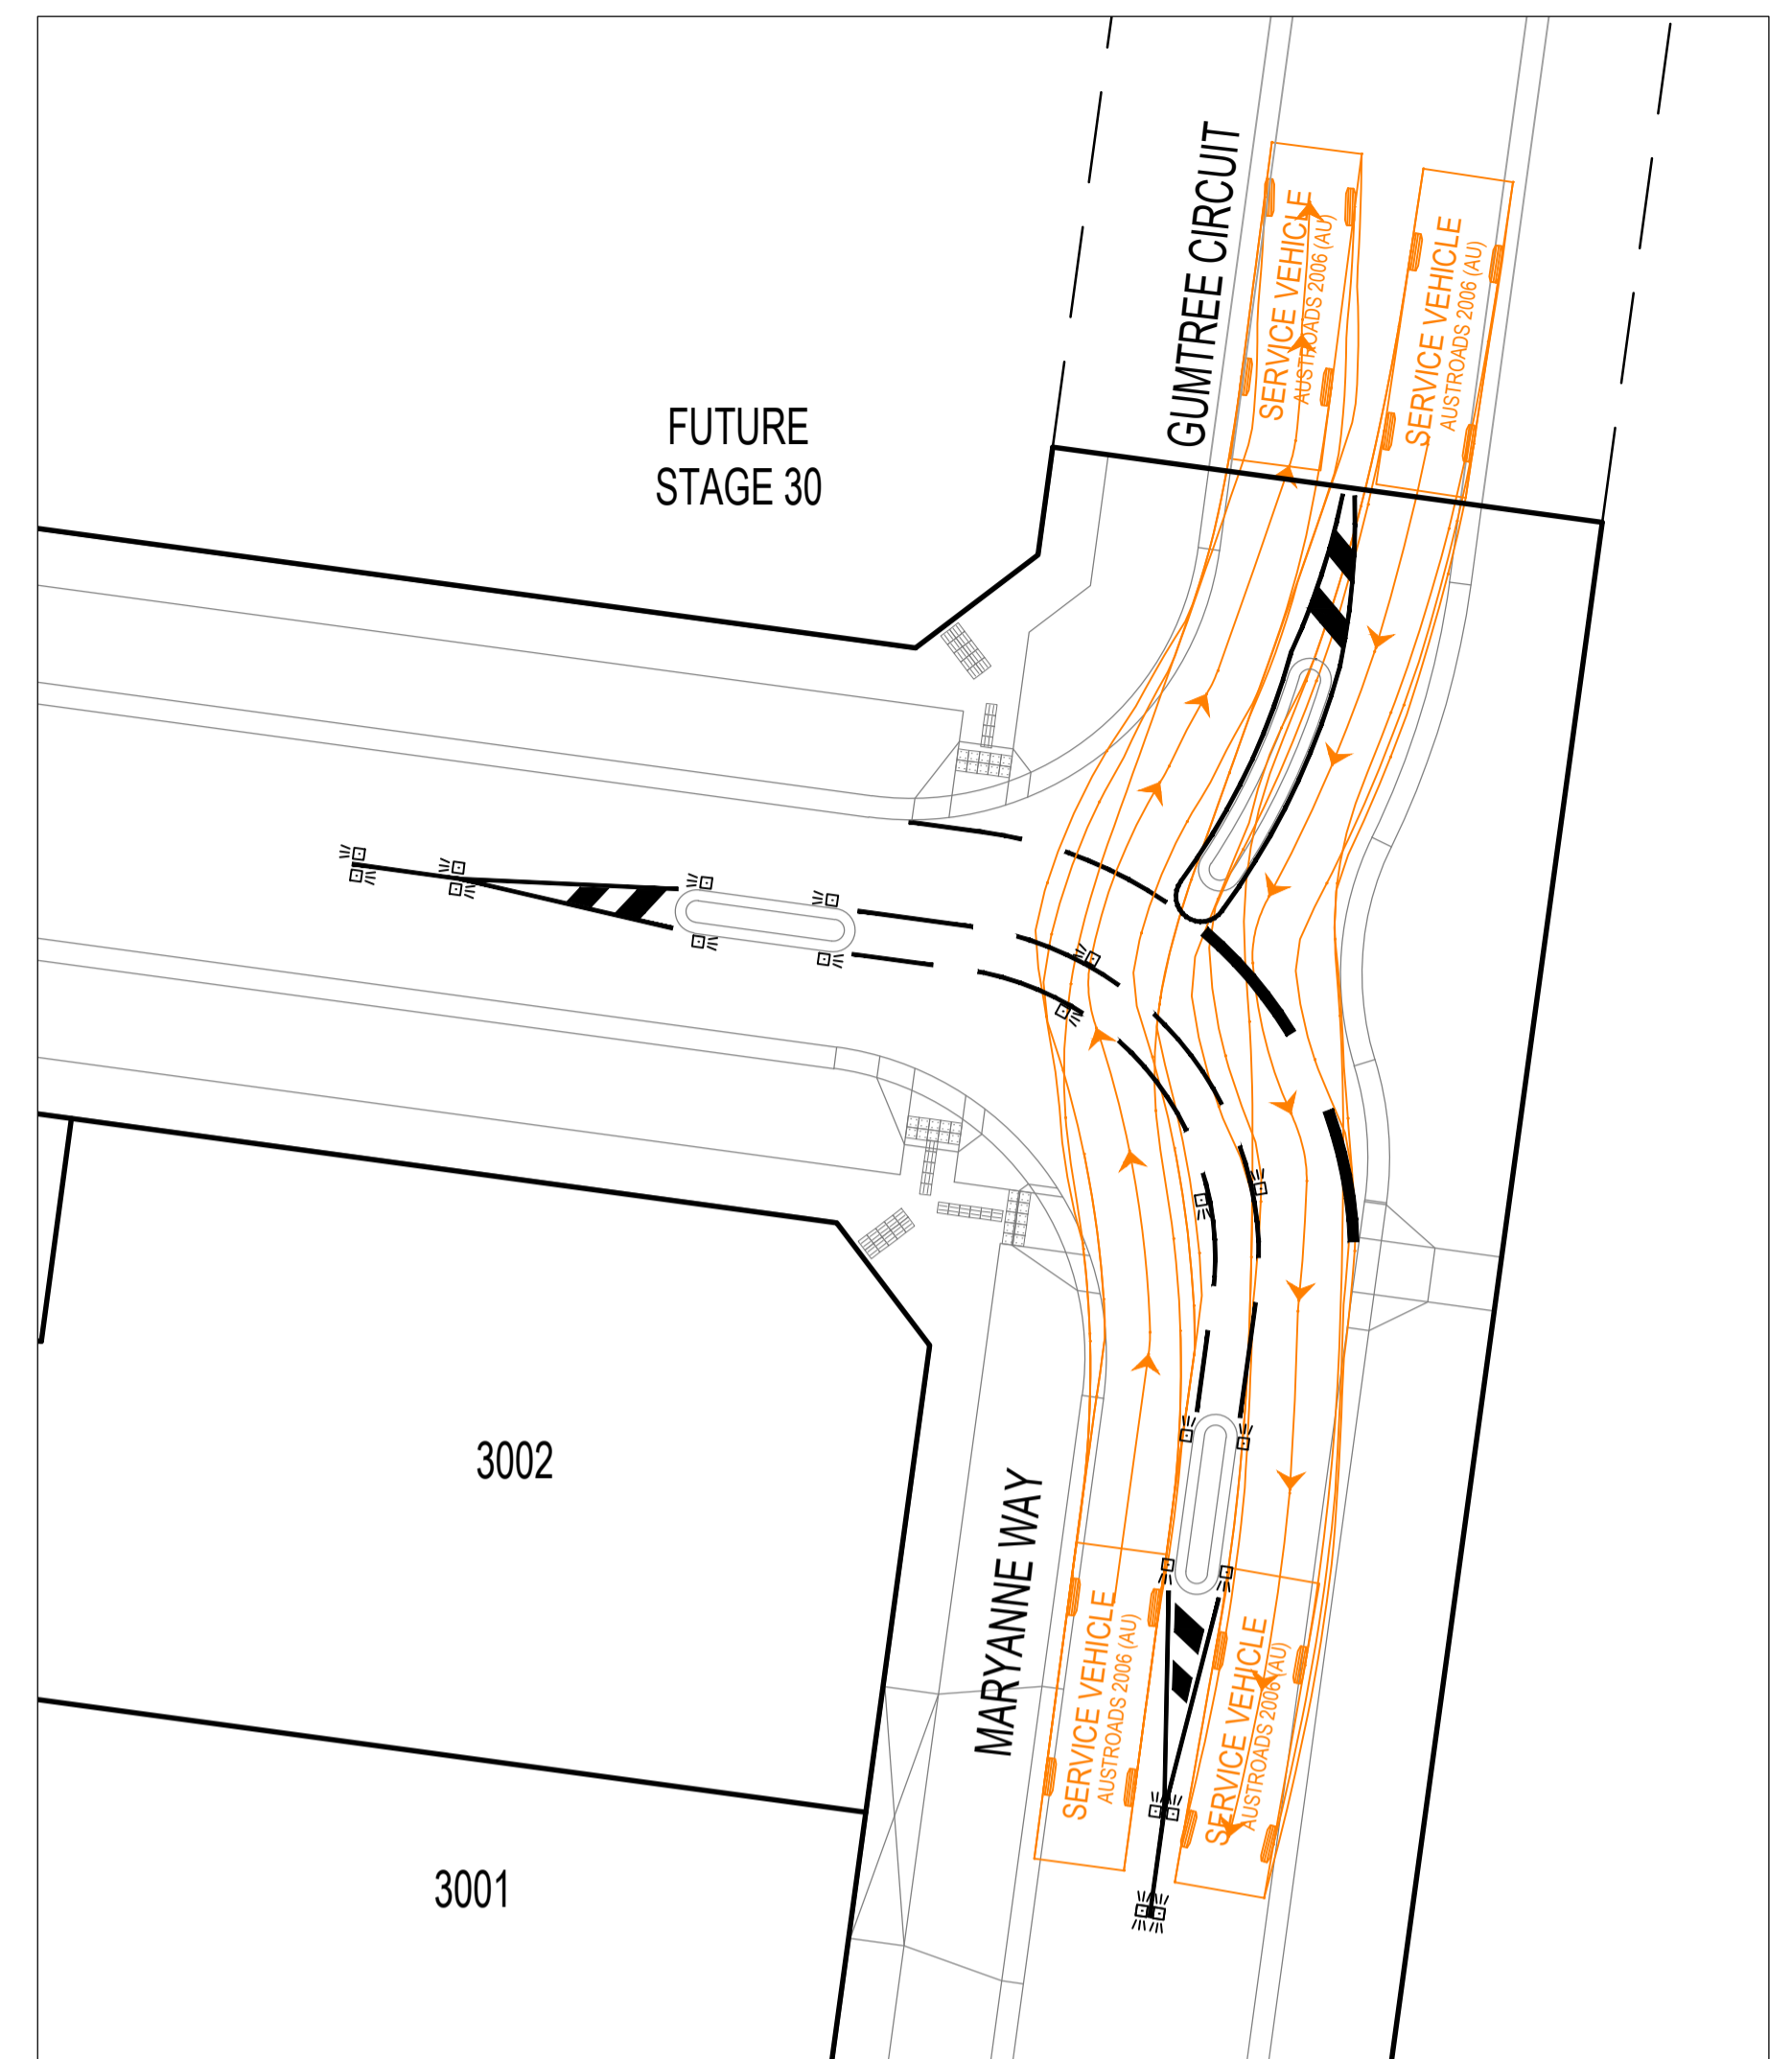 GUMTREE CIRCUIT
SERVICE VEHICLE
AUSTROADS 2006 (AU)
SERVICE VEHICLE
AUSTROADS 2006 (AU)
FUTURE
STAGE 30
3002
MARYANNE WAY
SERVICE VEHICLE
AUSTROADS 2006 (AU)
SERVICE VEHICLE
AUSTROADS 2006 (AU)
3001